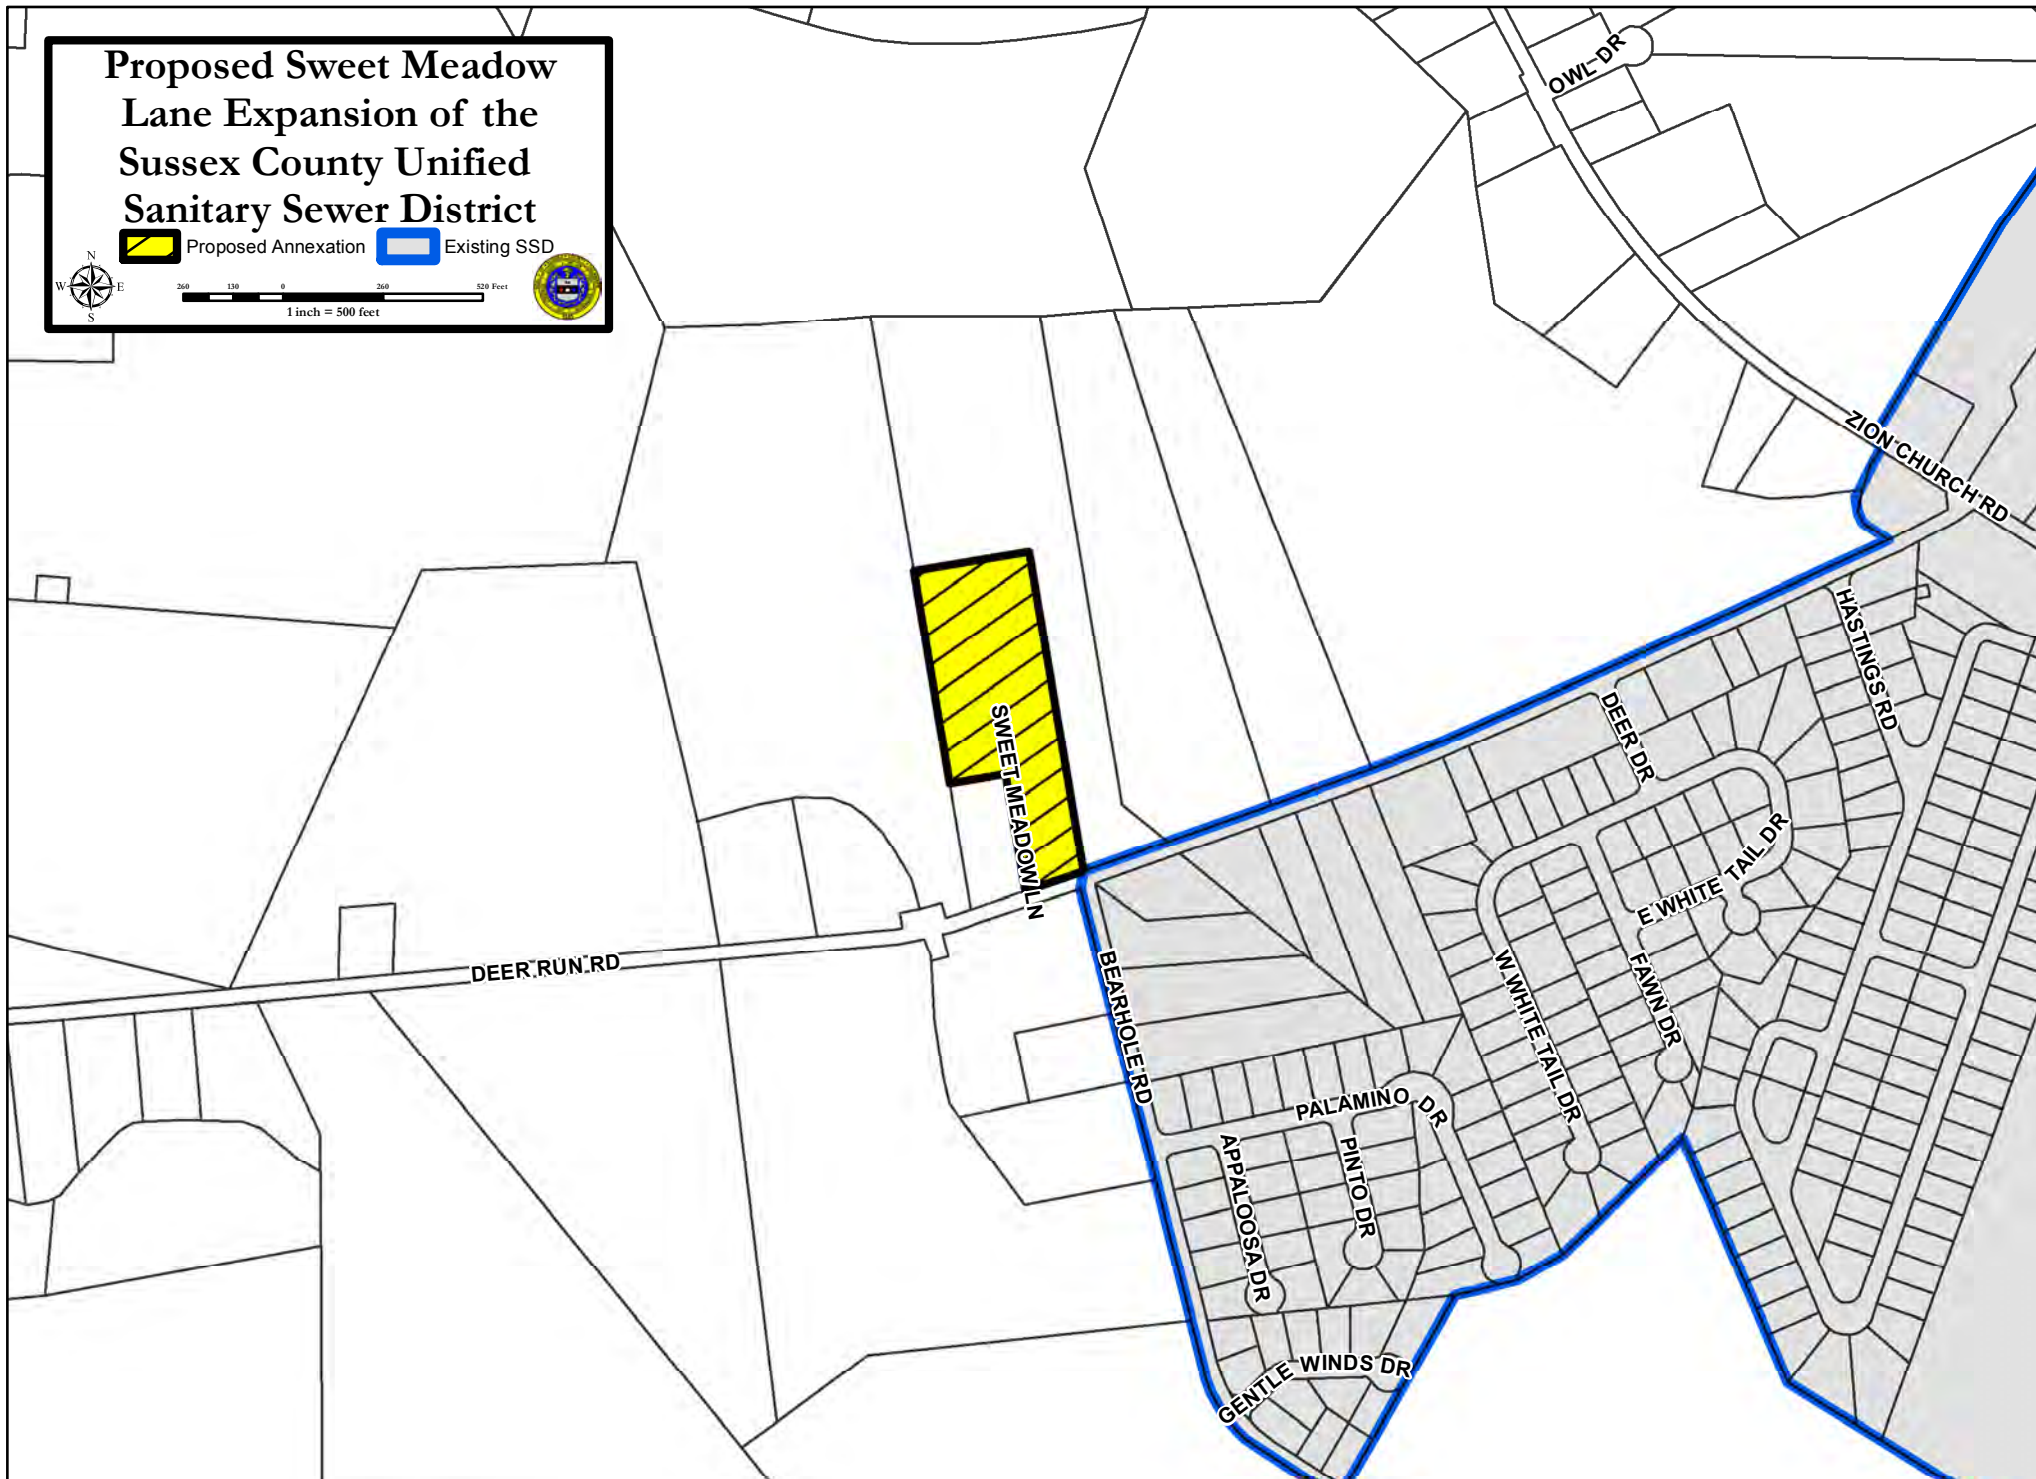 Proposed Sweet Meadow
Lane Expansion of the
Sussex County Unified
Sanitary Sewer District
Proposed Annexation
Existing SSD
N
W
E
S
260
130
0
260
520 Feet
1 inch = 500 feet
OWL DR
ZION CHURCH RD
HASTINGS RD
DEER DR
SWEET MEADOW LN
E WHITE TAIL DR
DEER RUN RD
BEARHOLE RD
W WHITE TAIL DR
FAWN DR
PALAMINO DR
APPALOOSA DR
PINTO DR
GENTLE WINDS DR